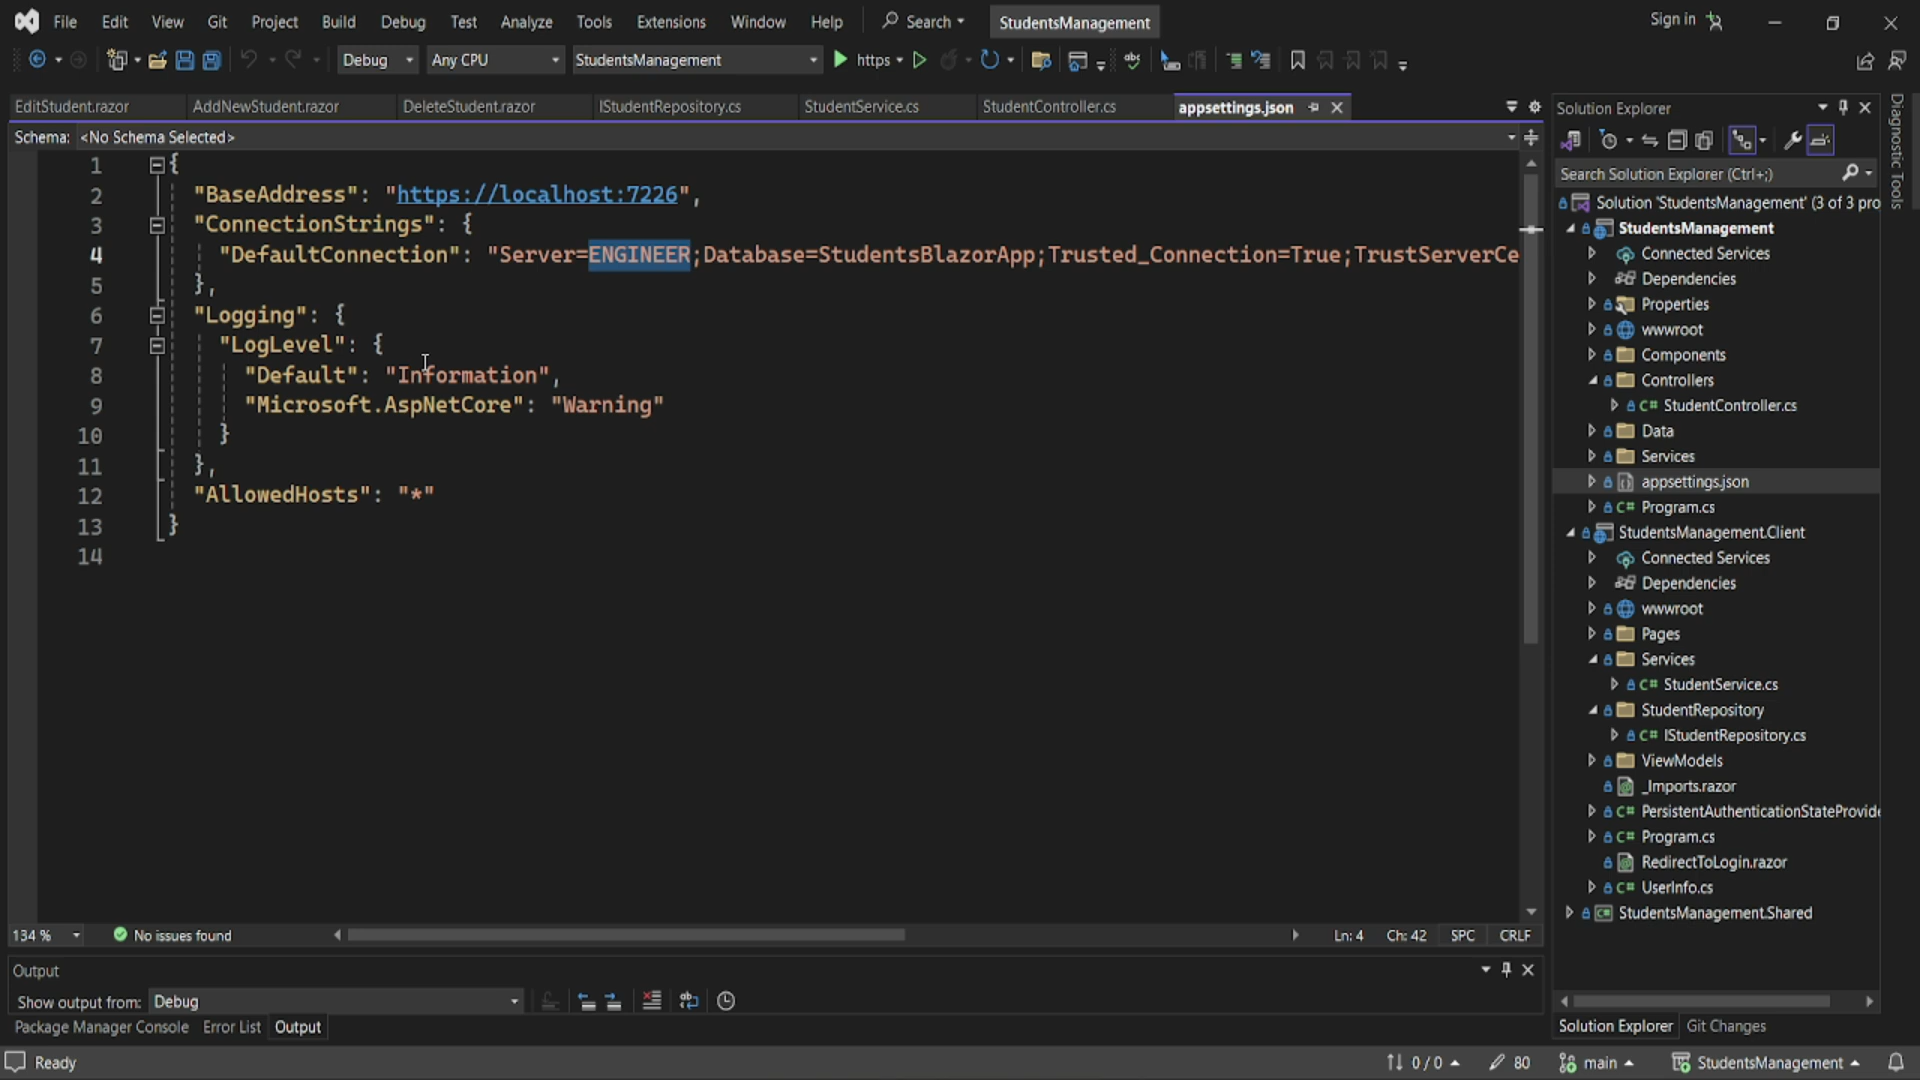 File Edit View Git Project Build Debug Test Analyze Tools Extensions Window Help Search StudentsManagement Sign in
Debug Any CPU StudentsManagement https
EditStudent.razor AddNewStudent.razor DeleteStudent.razor IStudentRepository.cs StudentService.cs StudentController.cs appsettings.json
Schema: <No Schema Selected>
1 {
2 "BaseAddress": "https://localhost:7226",
3 "ConnectionStrings": {
4 "DefaultConnection": "Server=ENGINEER;Database=StudentsBlazorApp;Trusted_Connection=True;TrustServerCe
5 },
6 "Logging": {
7 "LogLevel": {
8 "Default": "Information",
9 "Microsoft.AspNetCore": "Warning"
10 }
11 },
12 "AllowedHosts": "*"
13 }
14
134 % No issues found Ln: 4 Ch: 42 SPC CRLF
Output
Show output from: Debug
Package Manager Console Error List Output
Solution Explorer
Search Solution Explorer (Ctrl+;)
Solution 'StudentsManagement' (3 of 3 pro
StudentsManagement
Connected Services
Dependencies
Properties
wwwroot
Components
Controllers
C# StudentController.cs
Data
Services
appsettings.json
C# Program.cs
StudentsManagement.Client
Connected Services
Dependencies
wwwroot
Pages
Services
C# StudentService.cs
StudentRepository
C# IStudentRepository.cs
ViewModels
_Imports.razor
C# PersistentAuthenticationStateProvide
C# Program.cs
RedirectToLogin.razor
C# UserInfo.cs
StudentsManagement.Shared
Solution Explorer Git Changes
Diagnostic Tools
Ready 0 / 0 80 main StudentsManagement